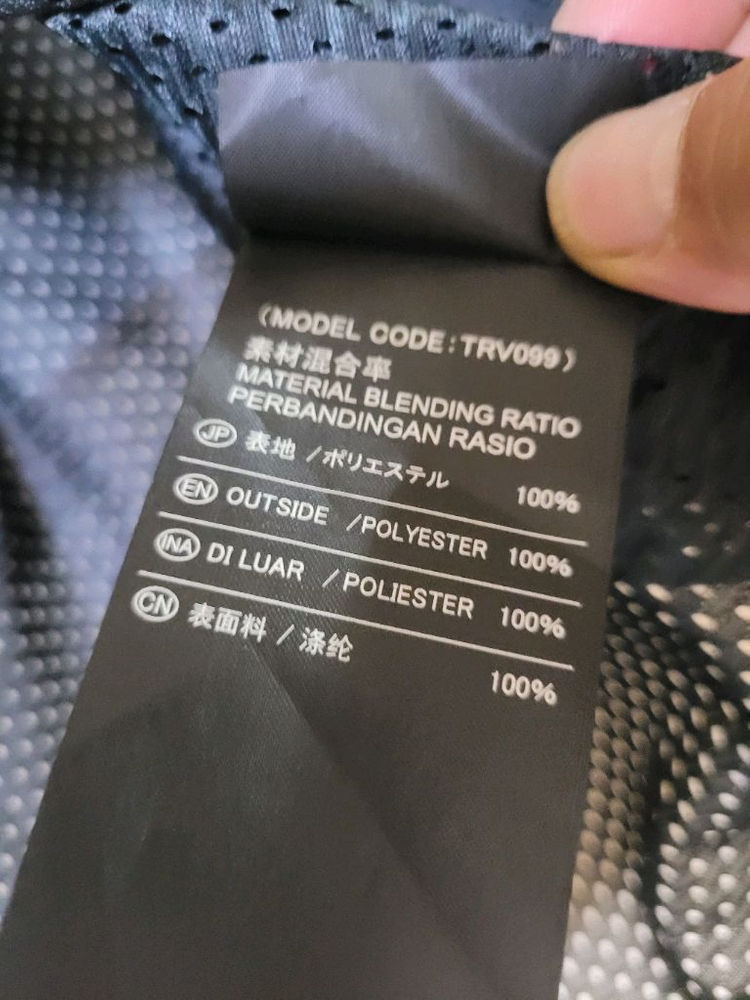 (MODEL CODE:TRV099)
素材混合率
MATERIAL BLENDING RATIO
PERBANDINGAN RASIO
JP 表地 /ポリエステル 100%
EN OUTSIDE /POLYESTER 100%
INA DI LUAR /POLIESTER 100%
CN 表面料 / 涤纶 100%